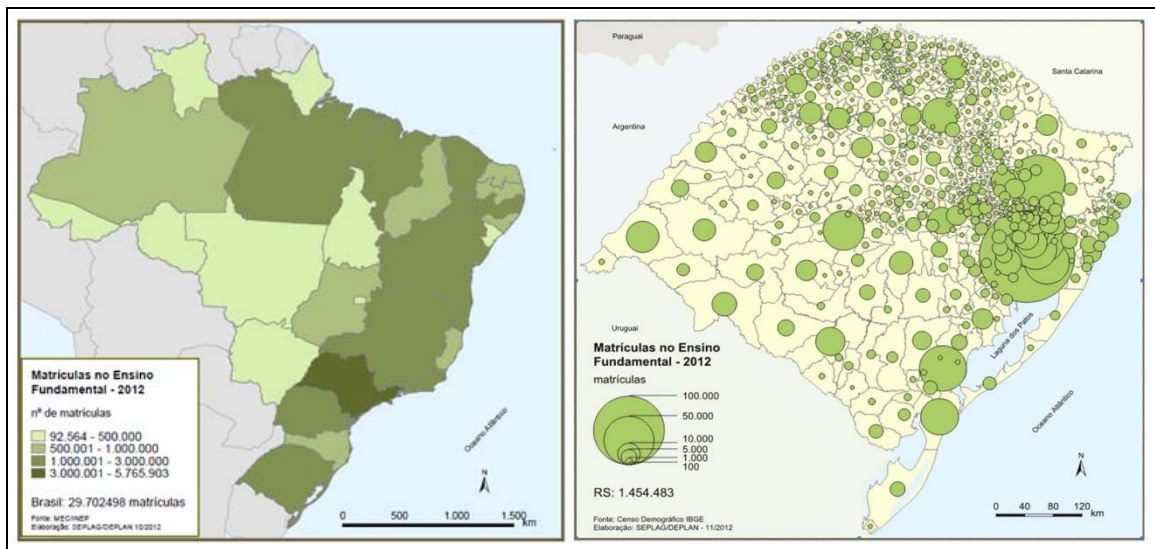 Matrículas no Ensino
Fundamental - 2012
nº de matrículas
92.564 - 500.000
500.001 - 1.000.000
1.000.001 - 3.000.000
3.000.001 - 5.765.903
Brasil: 29.702498 matrículas
Fonte: MEC/INEP
Elaboração: SEPLAG/DEPLAN 10/2012
Oceano Atlântico
N
0 500 1.000 1.500
km
Paraguai
Santa Catarina
Argentina
Uruguai
Laguna dos Patos
Oceano Atlântico
Matrículas no Ensino
Fundamental - 2012
matrículas
100.000
50.000
10.000
5.000
1.000
100
RS: 1.454.483
Fonte: Censo Demográfico IBGE
Elaboração: SEPLAG/DEPLAN - 11/2012
N
0 20 40 80 120
km